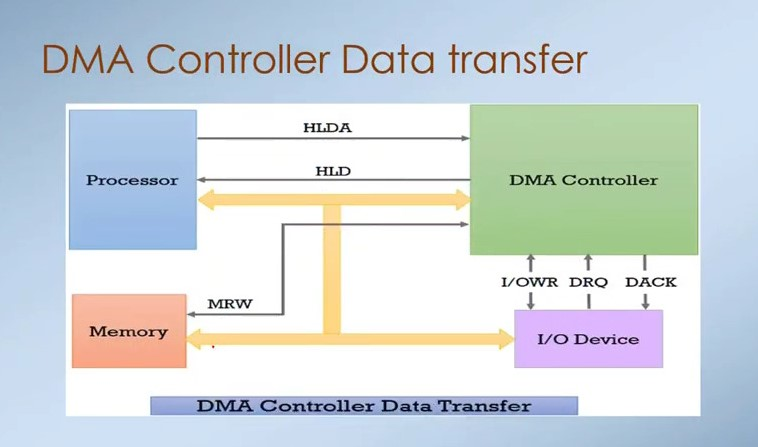 DMA Controller Data transfer
HLDA
Processor
HLD
DMA Controller
I/OWR DRQ DACK
MRW
Memory
I/O Device
DMA Controller Data Transfer